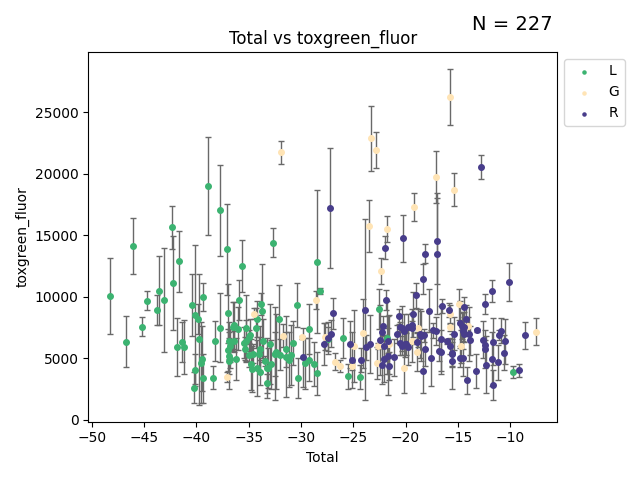 N = 227
Total vs toxgreen_fluor
L
G
R
25000
20000
15000
10000
5000
0
toxgreen_fluor
−50 −45 −40 −35 −30 −25 −20 −15 −10
Total